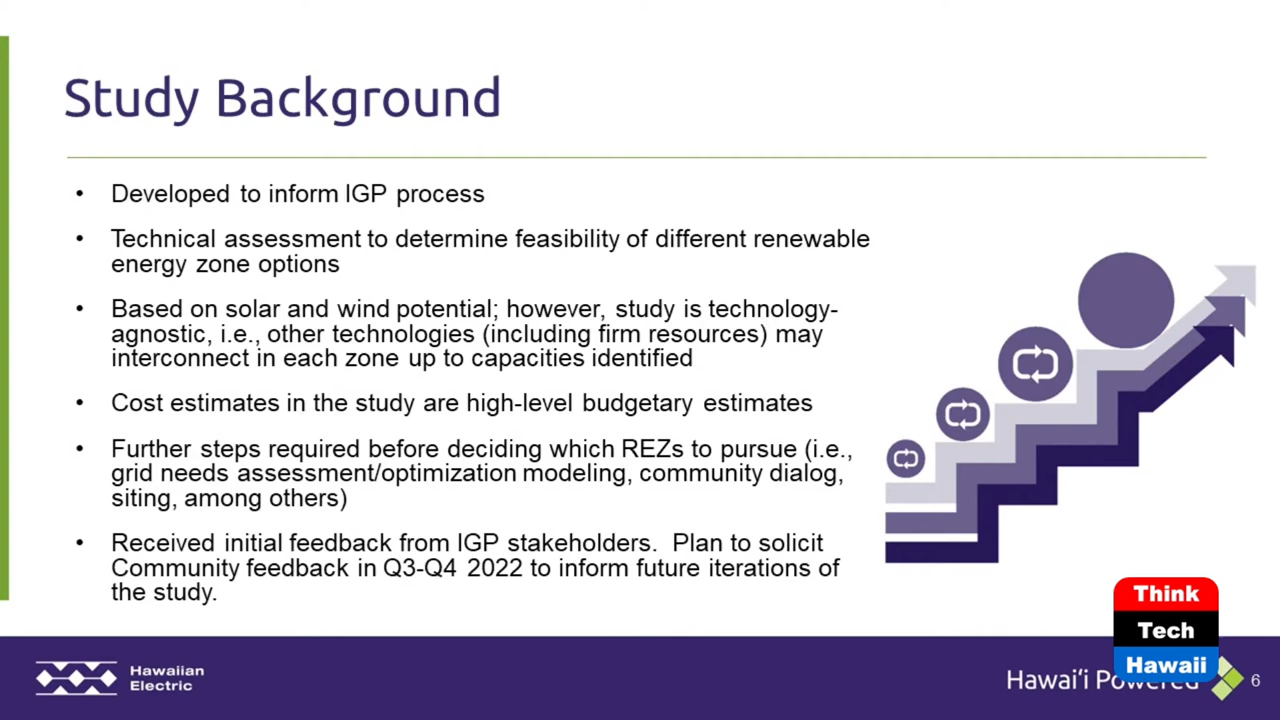 Study Background
• Developed to inform IGP process
• Technical assessment to determine feasibility of different renewable
energy zone options
• Based on solar and wind potential; however, study is technology-
agnostic, i.e., other technologies (including firm resources) may
interconnect in each zone up to capacities identified
• Cost estimates in the study are high-level budgetary estimates
• Further steps required before deciding which REZs to pursue (i.e.,
grid needs assessment/optimization modeling, community dialog,
siting, among others)
• Received initial feedback from IGP stakeholders.  Plan to solicit
Community feedback in Q3-Q4 2022 to inform future iterations of
the study.
Think
Tech
Hawaii
Hawaiian
Electric
Hawai‘i Powered
6